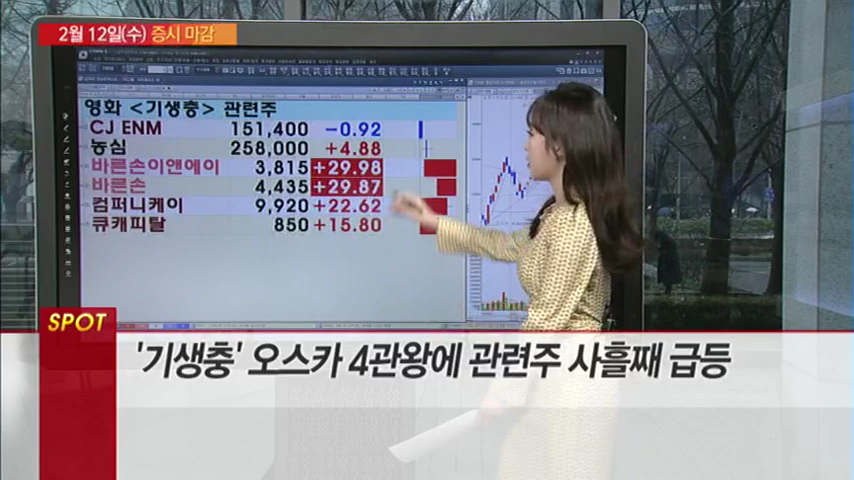 2월 12일(수) 증시 마감
영화 <기생충> 관련주
CJ ENM 151,400 -0.92
농심 258,000 +4.88
바른손이앤에이 3,815 +29.98
바른손 4,435 +29.87
컴퍼니케이 9,920 +22.62
큐캐피탈 850 +15.80
SPOT
'기생충' 오스카 4관왕에 관련주 사흘째 급등